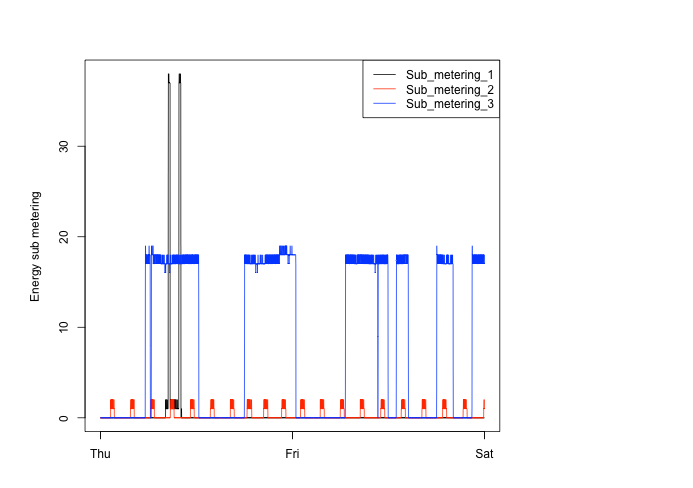 Sub_metering_1
Sub_metering_2
Sub_metering_3
Energy sub metering
30
20
10
0
Thu Fri Sat